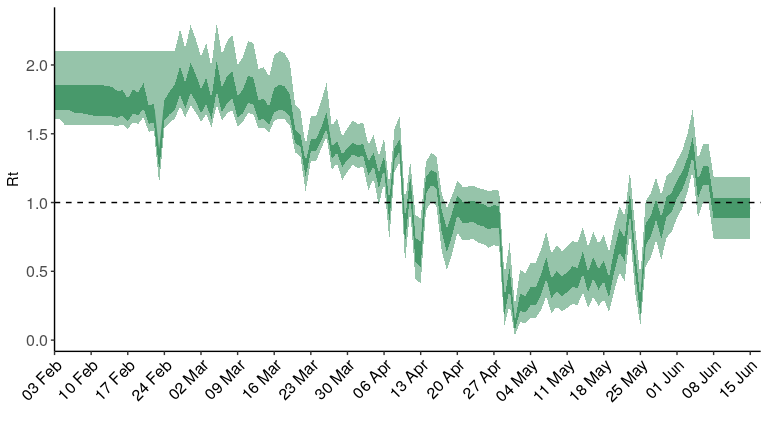 Rt
2.0
1.5
1.0
0.5
0.0
03 Feb
10 Feb
17 Feb
24 Feb
02 Mar
09 Mar
16 Mar
23 Mar
30 Mar
06 Apr
13 Apr
20 Apr
27 Apr
04 May
11 May
18 May
25 May
01 Jun
08 Jun
15 Jun